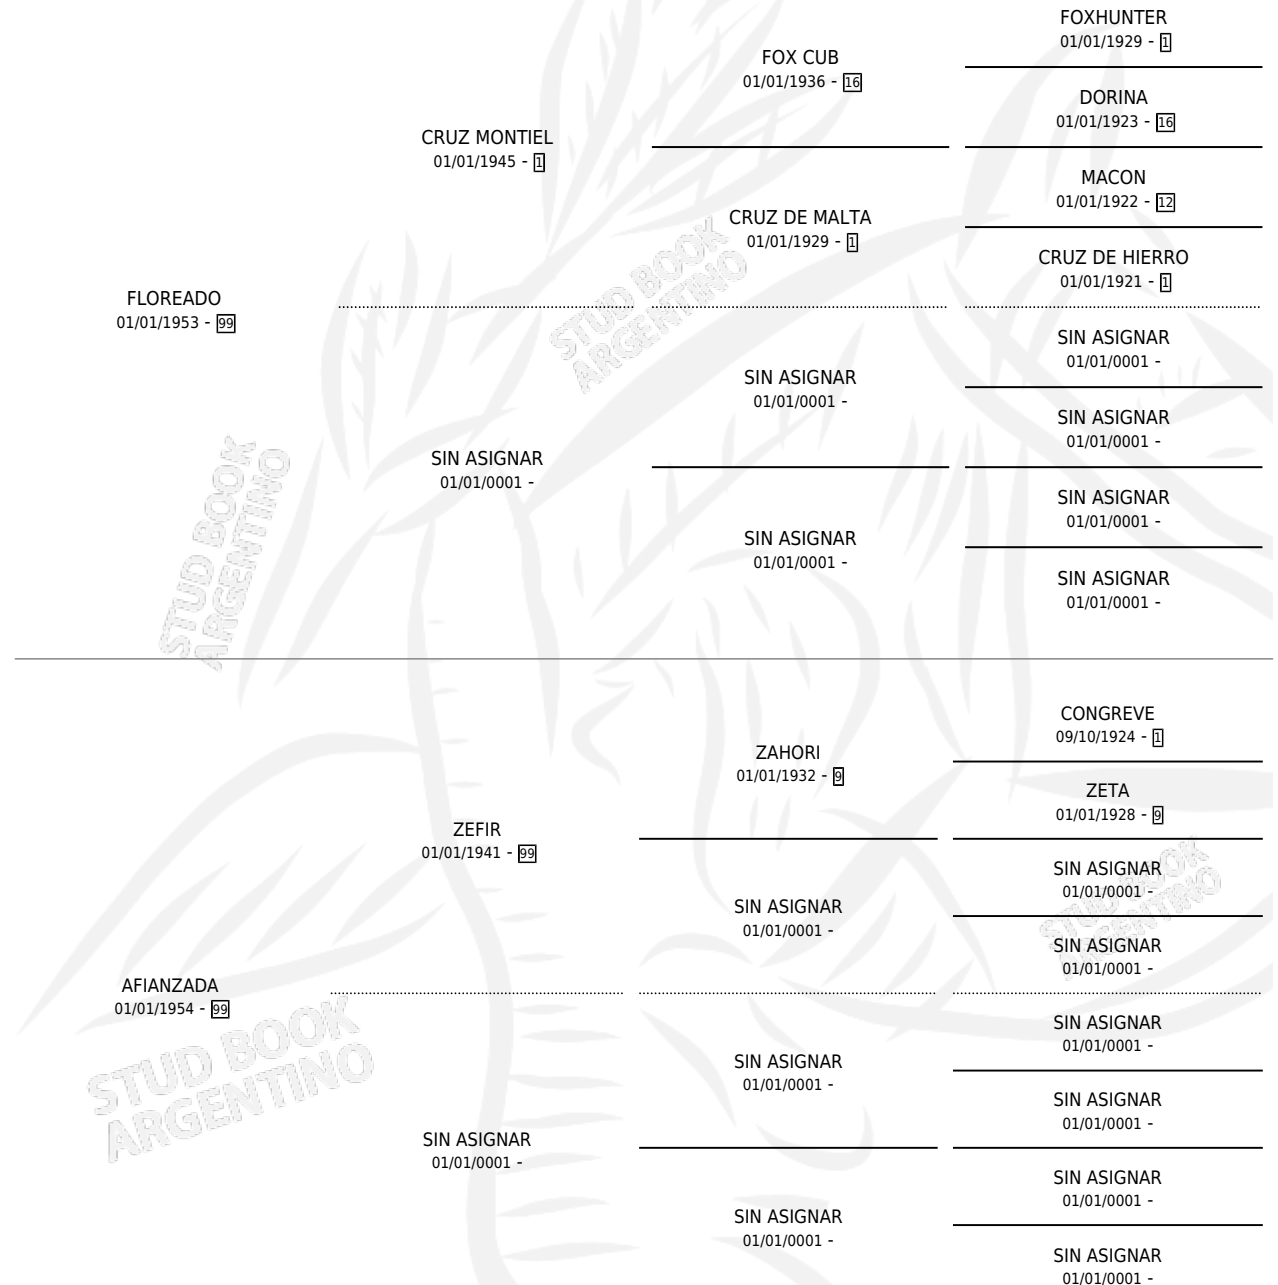 FOXHUNTER
01/01/1929 - 1
FOX CUB
01/01/1936 - 16
DORINA
01/01/1923 - 16
CRUZ MONTIEL
01/01/1945 - 1
MACON
01/01/1922 - 12
CRUZ DE MALTA
01/01/1929 - 1
CRUZ DE HIERRO
01/01/1921 - 1
FLOREADO
01/01/1953 - 99
STUD BOOK
ARGENTINO
SIN ASIGNAR
01/01/0001 -
SIN ASIGNAR
01/01/0001 -
SIN ASIGNAR
01/01/0001 -
SIN ASIGNAR
01/01/0001 -
SIN ASIGNAR
01/01/0001 -
SIN ASIGNAR
01/01/0001 -
SIN ASIGNAR
01/01/0001 -
STUD BOOK
ARGENTINO
CONGREVE
09/10/1924 - 1
ZAHORI
01/01/1932 - 9
ZETA
01/01/1928 - 9
ZEFIR
01/01/1941 - 99
SIN ASIGNAR
01/01/0001 -
SIN ASIGNAR
01/01/0001 -
SIN ASIGNAR
01/01/0001 -
STUD BOOK
ARGENTINO
AFIANZADA
01/01/1954 - 99
SIN ASIGNAR
01/01/0001 -
SIN ASIGNAR
01/01/0001 -
SIN ASIGNAR
01/01/0001 -
STUD BOOK
ARGENTINO
SIN ASIGNAR
01/01/0001 -
SIN ASIGNAR
01/01/0001 -
SIN ASIGNAR
01/01/0001 -
SIN ASIGNAR
01/01/0001 -